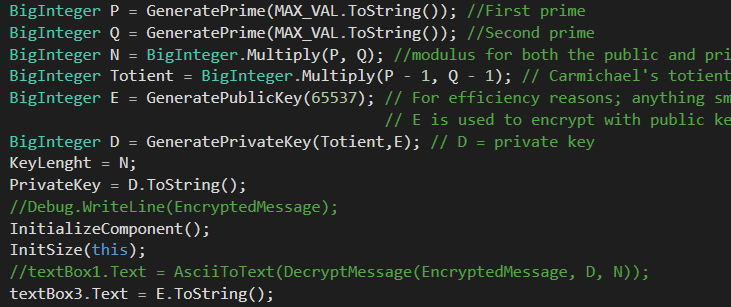 BigInteger P = GeneratePrime(MAX_VAL.ToString()); //First prime
BigInteger Q = GeneratePrime(MAX_VAL.ToString()); //Second prime
BigInteger N = BigInteger.Multiply(P, Q); //modulus for both the public and pri
BigInteger Totient = BigInteger.Multiply(P - 1, Q - 1); // Carmichael's totient
BigInteger E = GeneratePublicKey(65537); // For efficiency reasons; anything sm
// E is used to encrypt with public ke
BigInteger D = GeneratePrivateKey(Totient,E); // D = private key
KeyLenght = N;
PrivateKey = D.ToString();
//Debug.WriteLine(EncryptedMessage);
InitializeComponent();
InitSize(this);
//textBox1.Text = AsciiToText(DecryptMessage(EncryptedMessage, D, N));
textBox3.Text = E.ToString();